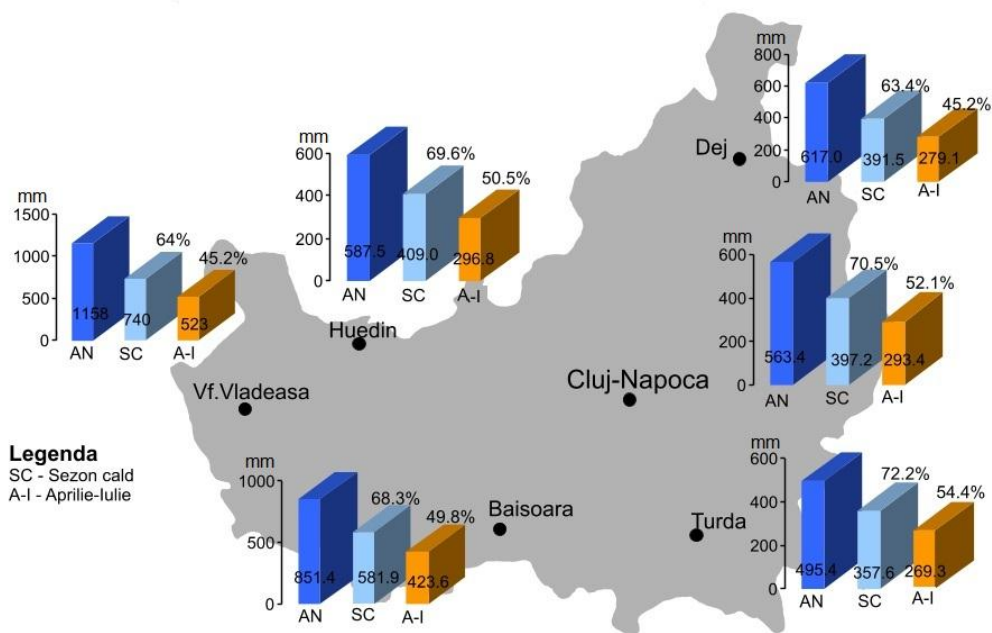 mm
800
600
400
200
0
63.4%
45.2%
617.0
391.5
279.1
AN
SC
A-I
Dej
mm
600
400
200
0
69.6%
50.5%
587.5
409.0
296.8
AN
SC
A-I
Huedin
mm
1500
1000
500
0
64%
45.2%
1158
740
523
AN
SC
A-I
Vf.Vladeasa
mm
600
400
200
0
70.5%
52.1%
563.4
397.2
293.4
AN
SC
A-I
Cluj-Napoca
Legenda
SC - Sezon cald
A-I - Aprilie-Iulie
mm
1000
500
0
68.3%
49.8%
851.4
581.9
423.6
AN
SC
A-I
Baisoara
mm
600
400
200
0
72.2%
54.4%
495.4
357.6
269.3
AN
SC
A-I
Turda